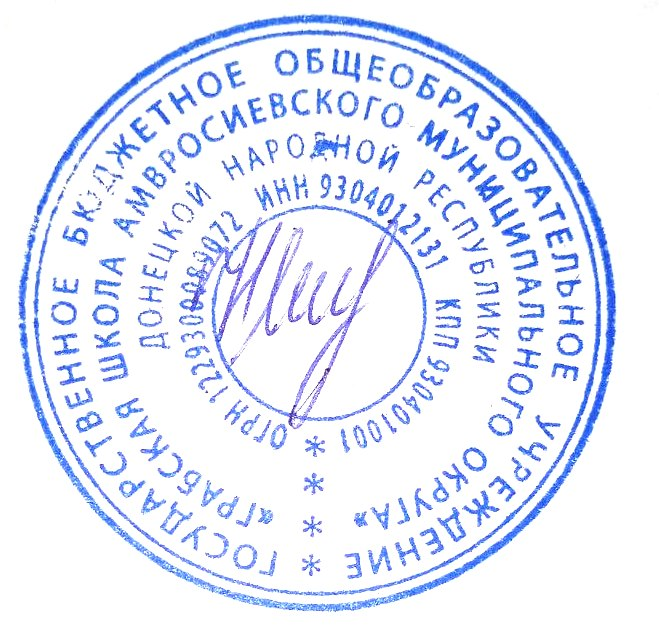 ГОСУДАРСТВЕННОЕ БЮДЖЕТНОЕ ОБЩЕОБРАЗОВАТЕЛЬНОЕ УЧРЕЖДЕНИЕ *
«ГРАБСКАЯ ШКОЛА АМВРОСИЕВСКОГО МУНИЦИПАЛЬНОГО ОКРУГА» *
ДОНЕЦКОЙ НАРОДНОЙ РЕСПУБЛИКИ *
ИНН 9304012131 КПП 930401001 *
ОГРН